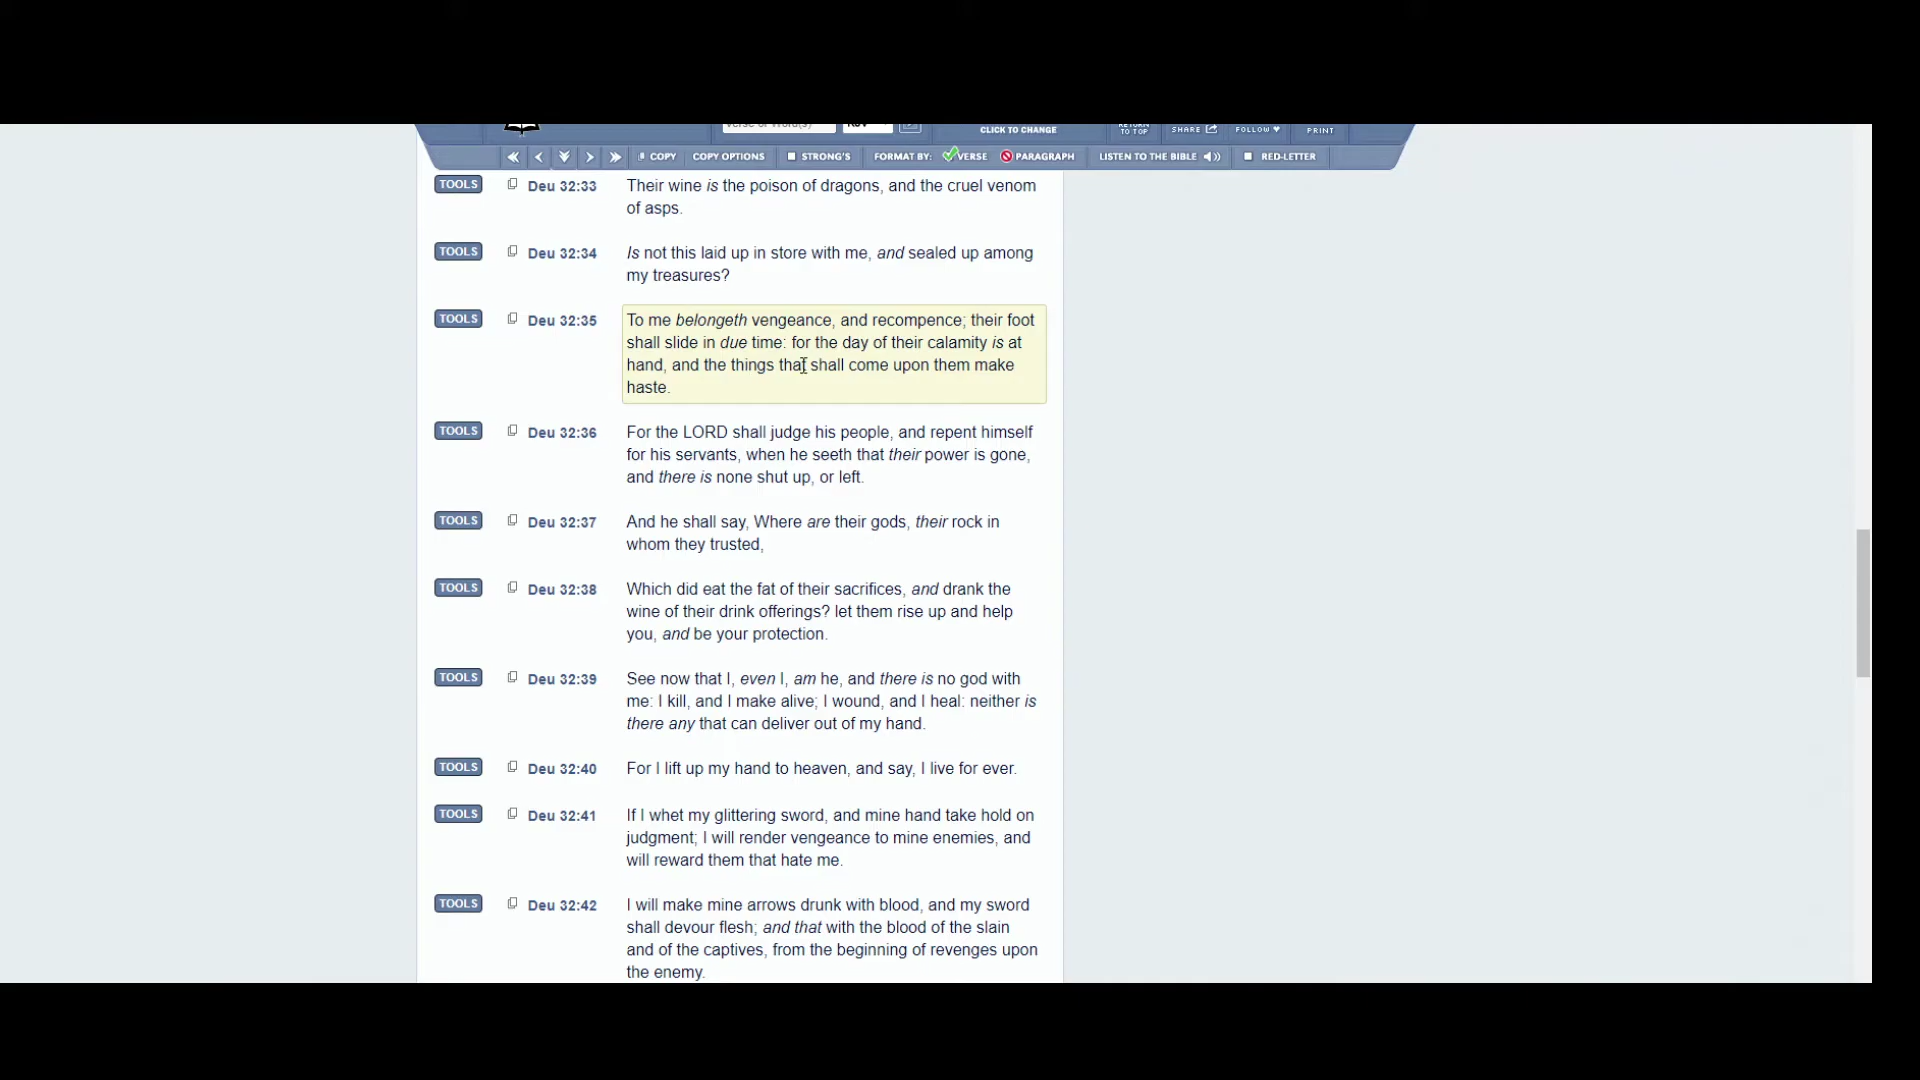 CLICK TO CHANGE
RETURN
TO TOP
SHARE
FOLLOW
PRINT
COPY COPY OPTIONS STRONG'S FORMAT BY: VERSE PARAGRAPH LISTEN TO THE BIBLE RED-LETTER
TOOLS Deu 32:33 Their wine is the poison of dragons, and the cruel venom
of asps.
TOOLS Deu 32:34 Is not this laid up in store with me, and sealed up among
my treasures?
TOOLS Deu 32:35 To me belongeth vengeance, and recompence; their foot
shall slide in due time: for the day of their calamity is at
hand, and the things that shall come upon them make
haste.
TOOLS Deu 32:36 For the LORD shall judge his people, and repent himself
for his servants, when he seeth that their power is gone,
and there is none shut up, or left.
TOOLS Deu 32:37 And he shall say, Where are their gods, their rock in
whom they trusted,
TOOLS Deu 32:38 Which did eat the fat of their sacrifices, and drank the
wine of their drink offerings? let them rise up and help
you, and be your protection.
TOOLS Deu 32:39 See now that I, even I, am he, and there is no god with
me: I kill, and I make alive; I wound, and I heal: neither is
there any that can deliver out of my hand.
TOOLS Deu 32:40 For I lift up my hand to heaven, and say, I live for ever.
TOOLS Deu 32:41 If I whet my glittering sword, and mine hand take hold on
judgment; I will render vengeance to mine enemies, and
will reward them that hate me.
TOOLS Deu 32:42 I will make mine arrows drunk with blood, and my sword
shall devour flesh; and that with the blood of the slain
and of the captives, from the beginning of revenges upon
the enemy.